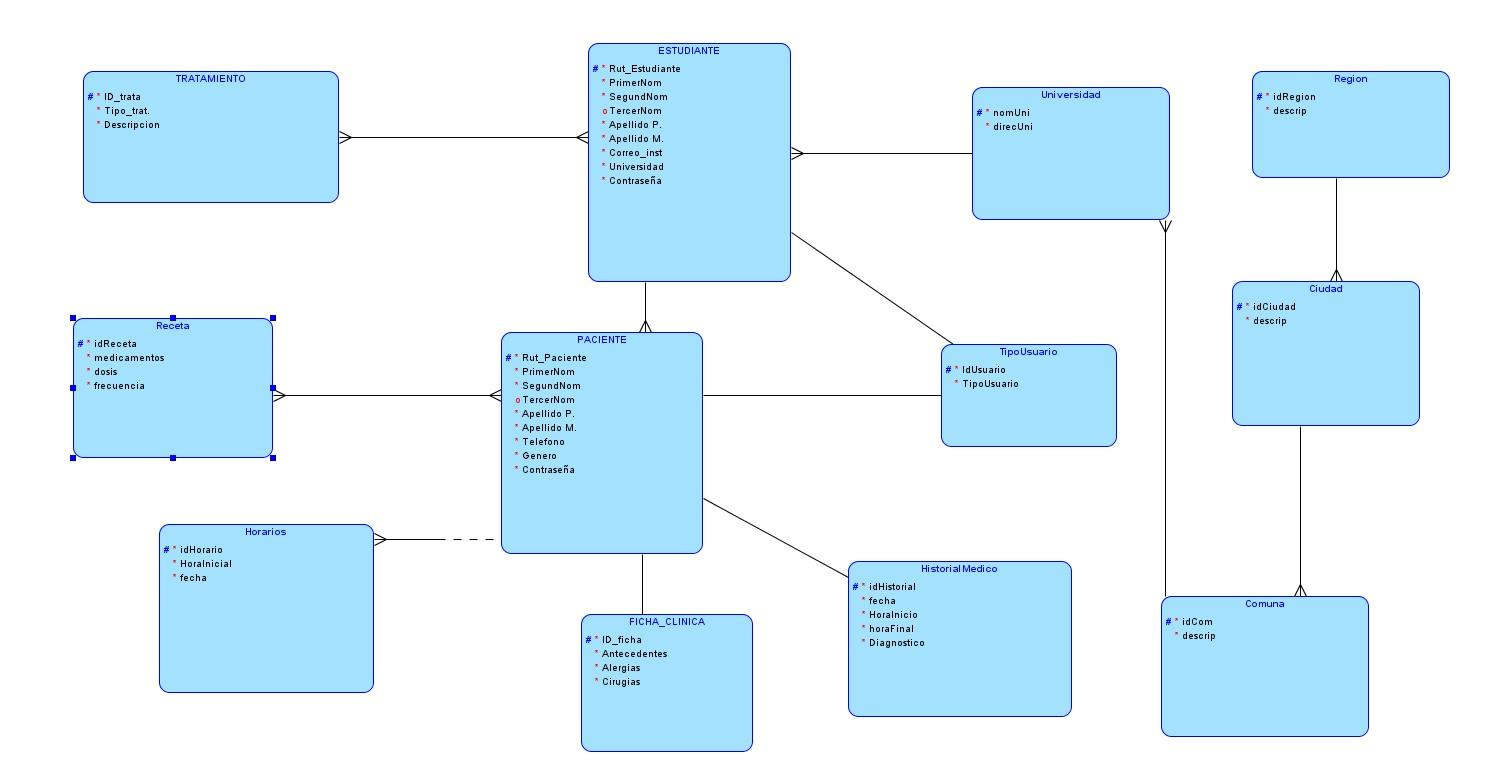 TRATAMIENTO
# * ID_trata
* Tipo_trat.
* Descripcion
ESTUDIANTE
# * Rut_Estudiante
* PrimerNom
* SegundNom
o TercerNom
* Apellido P.
* Apellido M.
* Correo_inst
* Universidad
* Contraseña
Universidad
# * nomUni
* direcUni
Region
# * idRegion
* descrip
Ciudad
# * idCiudad
* descrip
Receta
# * idReceta
* medicamentos
* dosis
* frecuencia
PACIENTE
# * Rut_Paciente
* PrimerNom
* SegundNom
o TercerNom
* Apellido P.
* Apellido M.
* Telefono
* Genero
* Contraseña
TipoUsuario
# * IdUsuario
* TipoUsuario
Horarios
# * idHorario
* HoraInicial
* fecha
FICHA_CLINICA
# * ID_ficha
* Antecedentes
* Alergias
* Cirugias
Historial Medico
# * idHistorial
* fecha
* HoraInicio
* horaFinal
* Diagnostico
Comuna
# * idCom
* descrip